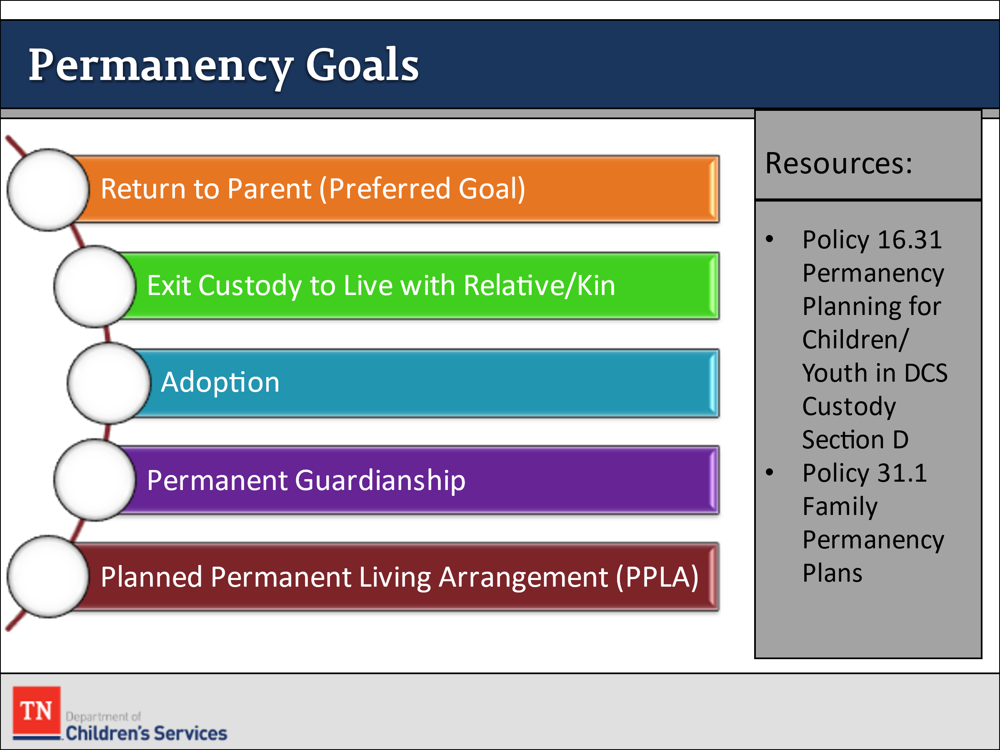 Permanency Goals
Return to Parent (Preferred Goal)
Exit Custody to Live with Relative/Kin
Adoption
Permanent Guardianship
Planned Permanent Living Arrangement (PPLA)
Resources:
• Policy 16.31
Permanency
Planning for
Children/
Youth in DCS
Custody
Section D
• Policy 31.1
Family
Permanency
Plans
TN
Department of
Children's Services